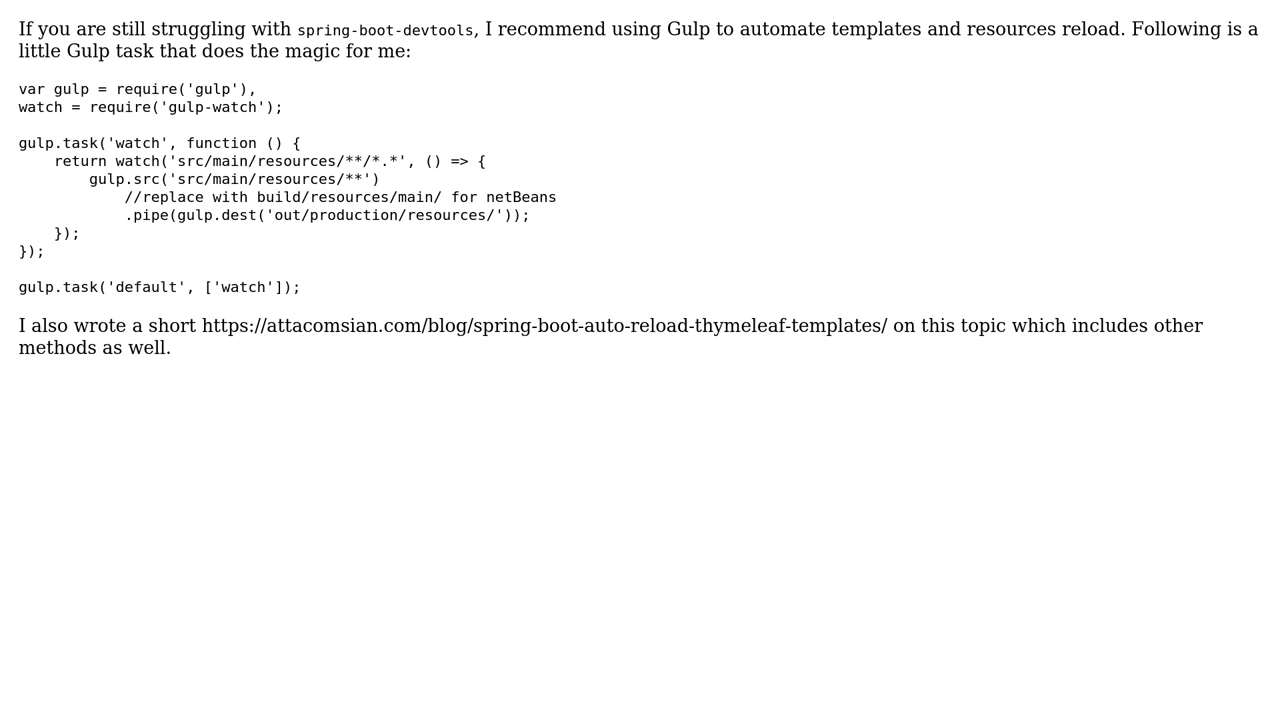 If you are still struggling with spring-boot-devtools, I recommend using Gulp to automate templates and resources reload. Following is a
little Gulp task that does the magic for me:
var gulp = require('gulp'),
watch = require('gulp-watch');
gulp.task('watch', function () {
    return watch('src/main/resources/**/*.*', () => {
        gulp.src('src/main/resources/**')
            //replace with build/resources/main/ for netBeans
            .pipe(gulp.dest('out/production/resources/'));
    });
});
gulp.task('default', ['watch']);
I also wrote a short https://attacomsian.com/blog/spring-boot-auto-reload-thymeleaf-templates/ on this topic which includes other
methods as well.